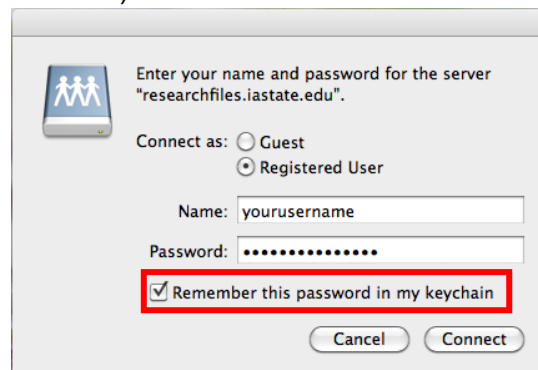 Enter your name and password for the server
“researchfiles.iastate.edu”.
Connect as: Guest
Registered User
Name: yourusername
Password: •••••••••••••••
Remember this password in my keychain
Cancel Connect